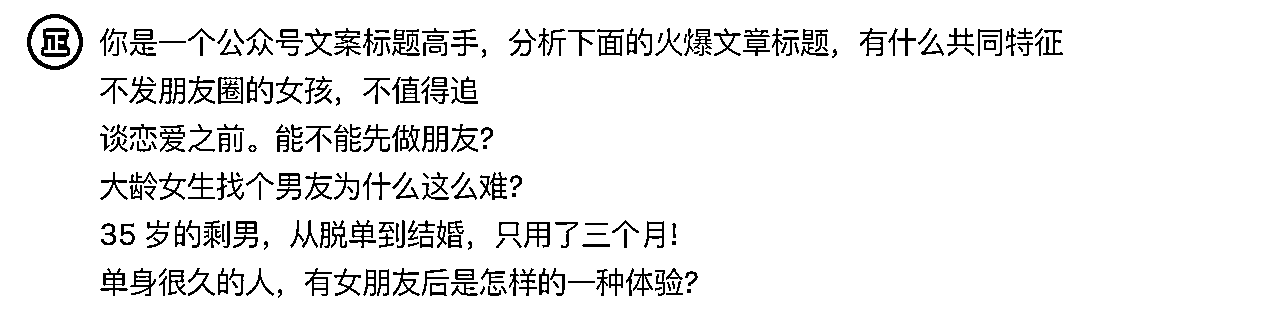 正
你是一个公众号文案标题高手，分析下面的火爆文章标题，有什么共同特征
不发朋友圈的女孩，不值得追
谈恋爱之前。能不能先做朋友？
大龄女生找个男友为什么这么难？
35 岁的剩男，从脱单到结婚，只用了三个月！
单身很久的人，有女朋友后是怎样的一种体验？